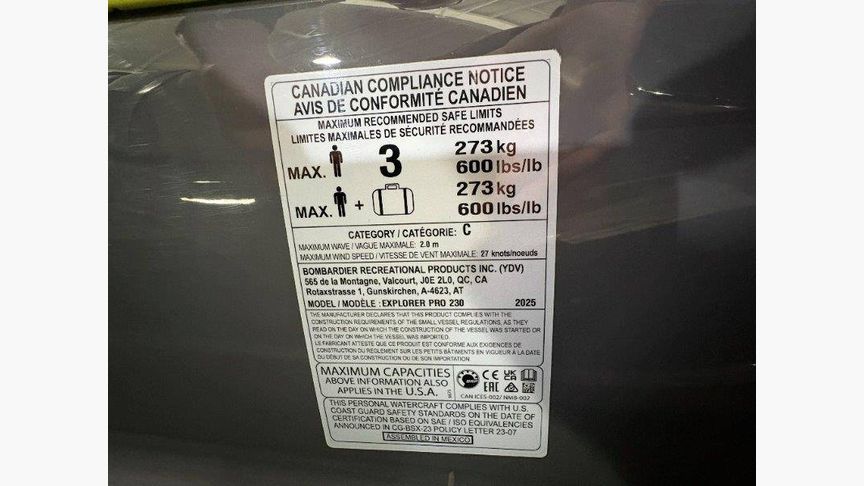 CANADIAN COMPLIANCE NOTICE
AVIS DE CONFORMITÉ CANADIEN
MAXIMUM RECOMMENDED SAFE LIMITS
LIMITES MAXIMALES DE SÉCURITÉ RECOMMANDÉES
MAX. 3 273 kg
600 lbs/lb
MAX. + 273 kg
600 lbs/lb
CATEGORY / CATÉGORIE: C
MAXIMUM WAVE / VAGUE MAXIMALE: 2.0 m
MAXIMUM WIND SPEED / VITESSE DE VENT MAXIMALE: 27 knots/noeuds
BOMBARDIER RECREATIONAL PRODUCTS INC. (YDV)
565 de la Montagne, Valcourt, J0E 2L0, QC, CA
Rotaxstrasse 1, Gunskirchen, A-4623, AT
MODEL / MODÈLE : EXPLORER PRO 230 2025
THE MANUFACTURER DECLARES THAT THIS PRODUCT COMPLIES WITH THE
CONSTRUCTION REQUIREMENTS OF THE SMALL VESSEL REGULATIONS, AS THEY
READ ON THE DAY ON WHICH THE CONSTRUCTION OF THE VESSEL WAS STARTED OR
ON THE DAY ON WHICH THE VESSEL WAS IMPORTED.
LE FABRICANT ATTESTE QUE CE PRODUIT EST CONFORME AUX EXIGENCES DE
CONSTRUCTION DU RÈGLEMENT SUR LES PETITS BÂTIMENTS EN VIGUEUR À LA DATE
DU DÉBUT DE SA CONSTRUCTION OU DE SON IMPORTATION.
MAXIMUM CAPACITIES
ABOVE INFORMATION ALSO
APPLIES IN THE U.S.A.
CE UK CA
EAC
CAN ICES-002/ NMB-002
THIS PERSONAL WATERCRAFT COMPLIES WITH U.S.
COAST GUARD SAFETY STANDARDS ON THE DATE OF
CERTIFICATION BASED ON SAE / ISO EQUIVALENCIES
ANNOUNCED IN CG-BSX-23 POLICY LETTER 23-07
ASSEMBLED IN MEXICO